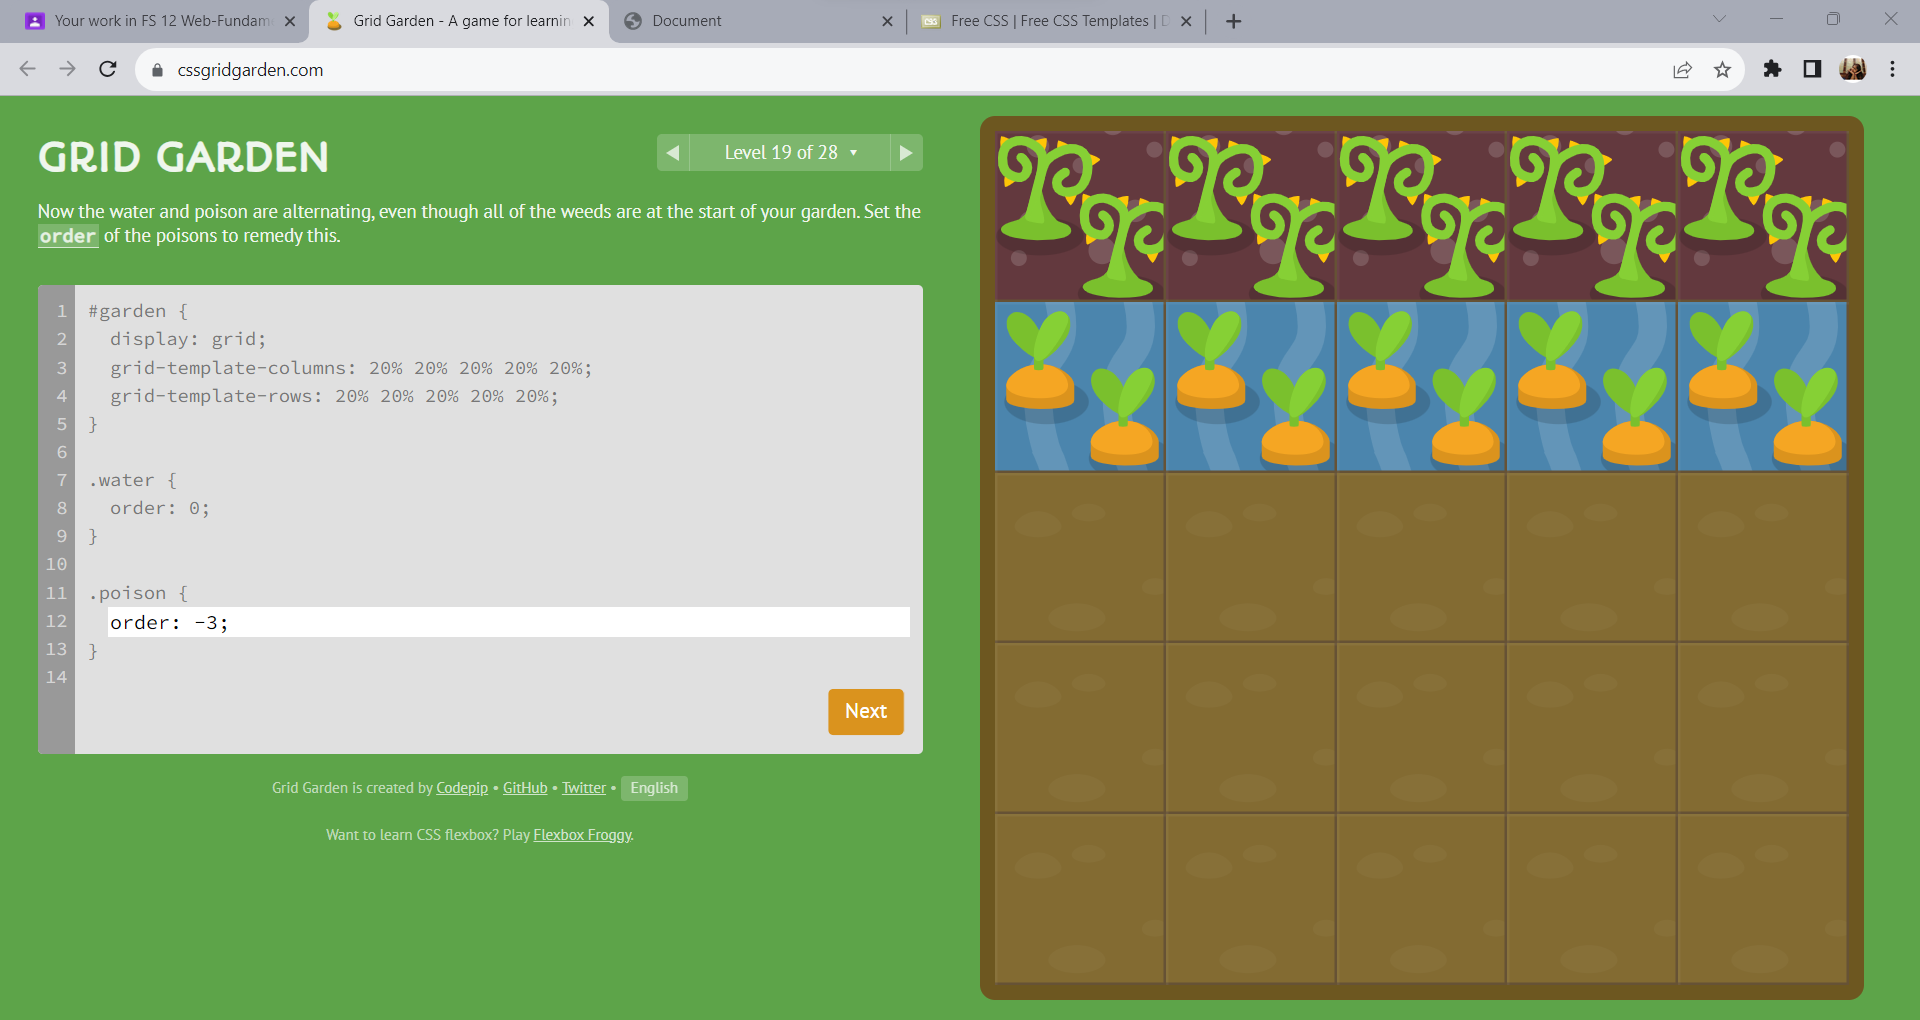 Your work in FS 12 Web-Fundam
Grid Garden - A game for learnin
Document
Free CSS | Free CSS Templates | D
cssgridgarden.com
GRID GARDEN
Level 19 of 28
Now the water and poison are alternating, even though all of the weeds are at the start of your garden. Set the
order of the poisons to remedy this.
1 #garden {
2 display: grid;
3 grid-template-columns: 20% 20% 20% 20% 20%;
4 grid-template-rows: 20% 20% 20% 20% 20%;
5 }
6
7 .water {
8 order: 0;
9 }
10
11 .poison {
12 order: -3;
13 }
14
Next
Grid Garden is created by Codepip • GitHub • Twitter • English
Want to learn CSS flexbox? Play Flexbox Froggy.